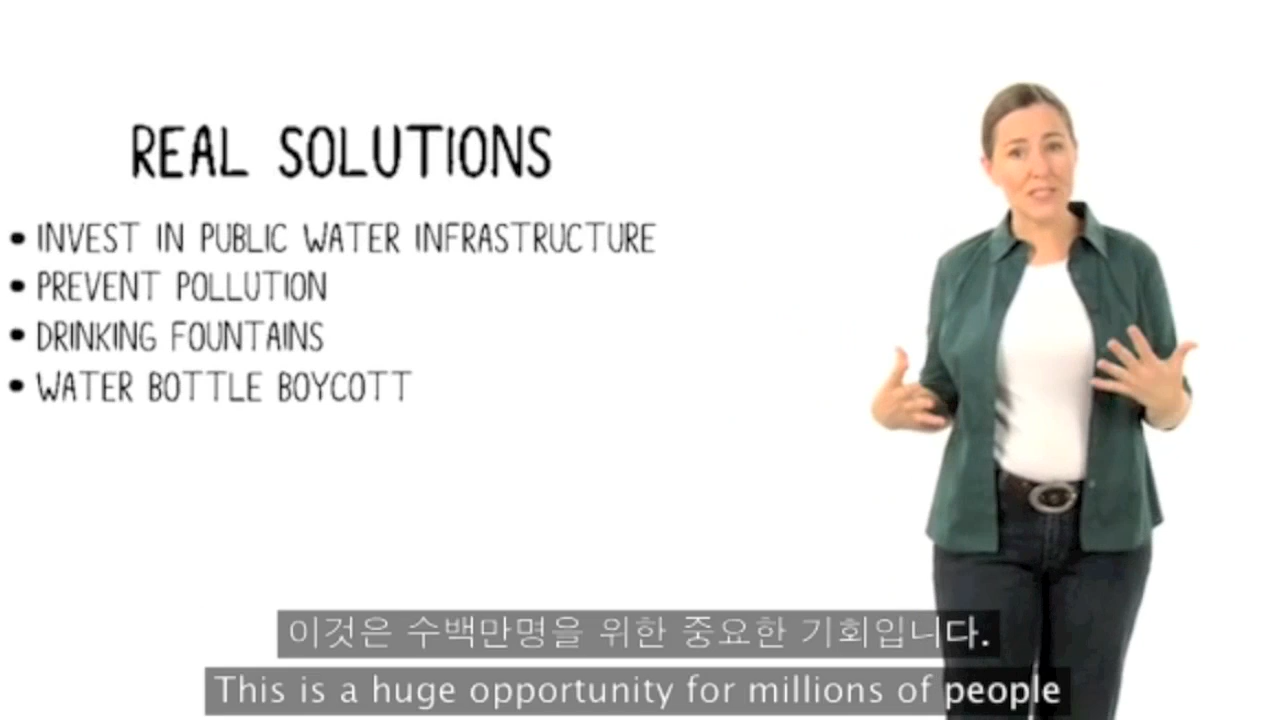 REAL SOLUTIONS
• INVEST IN PUBLIC WATER INFRASTRUCTURE
• PREVENT POLLUTION
• DRINKING FOUNTAINS
• WATER BOTTLE BOYCOTT
이것은 수백만명을 위한 중요한 기회입니다.
This is a huge opportunity for millions of people